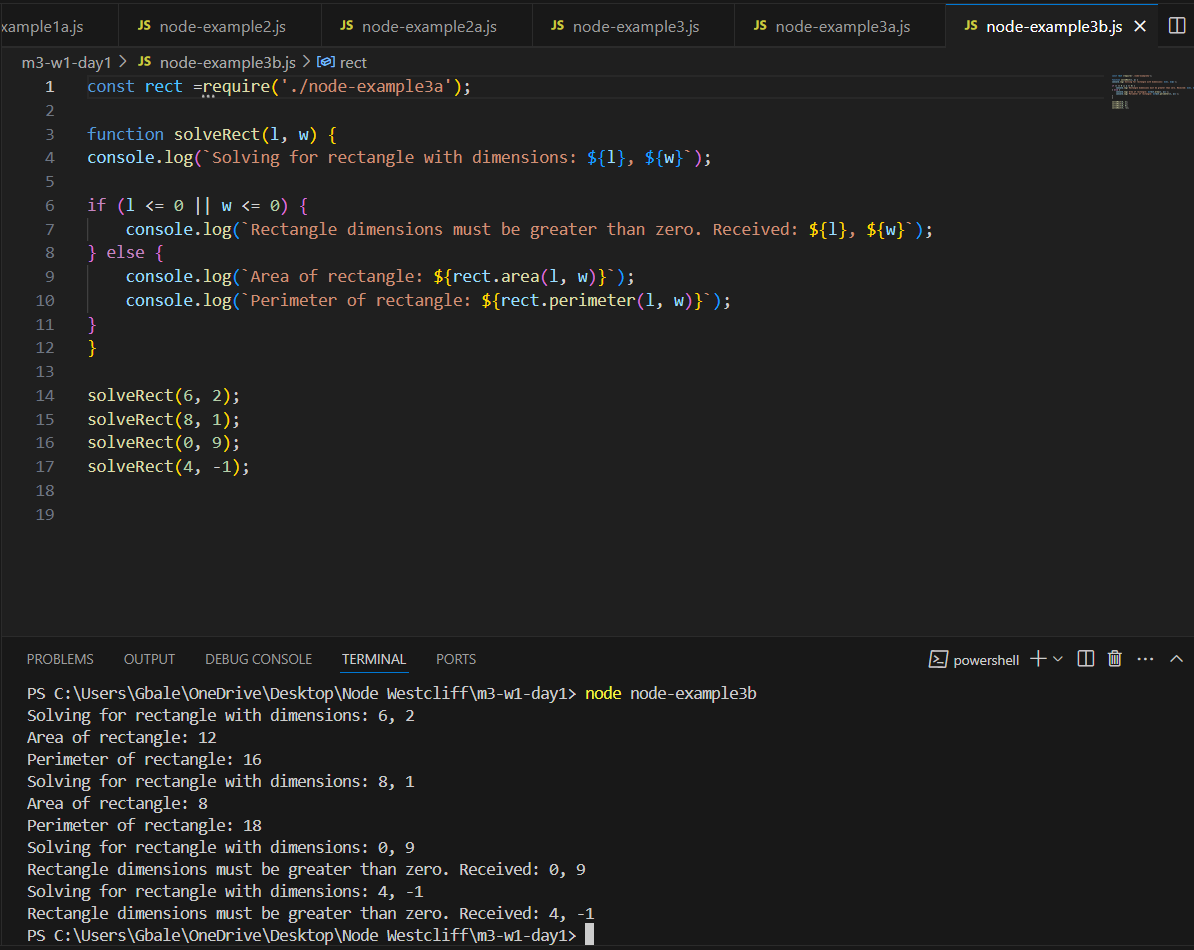 xample1a.js
JS node-example2.js
JS node-example2a.js
JS node-example3.js
JS node-example3a.js
JS node-example3b.js
m3-w1-day1 > JS node-example3b.js > rect
1 const rect =require('./node-example3a');
2
3 function solveRect(l, w) {
4 console.log(`Solving for rectangle with dimensions: ${l}, ${w}`);
5
6 if (l <= 0 || w <= 0) {
7     console.log(`Rectangle dimensions must be greater than zero. Received: ${l}, ${w}`);
8 } else {
9     console.log(`Area of rectangle: ${rect.area(l, w)}`);
10     console.log(`Perimeter of rectangle: ${rect.perimeter(l, w)}`);
11 }
12 }
13
14 solveRect(6, 2);
15 solveRect(8, 1);
16 solveRect(0, 9);
17 solveRect(4, -1);
18
19
PROBLEMS OUTPUT DEBUG CONSOLE TERMINAL PORTS powershell
PS C:\Users\Gbale\OneDrive\Desktop\Node Westcliff\m3-w1-day1> node node-example3b
Solving for rectangle with dimensions: 6, 2
Area of rectangle: 12
Perimeter of rectangle: 16
Solving for rectangle with dimensions: 8, 1
Area of rectangle: 8
Perimeter of rectangle: 18
Solving for rectangle with dimensions: 0, 9
Rectangle dimensions must be greater than zero. Received: 0, 9
Solving for rectangle with dimensions: 4, -1
Rectangle dimensions must be greater than zero. Received: 4, -1
PS C:\Users\Gbale\OneDrive\Desktop\Node Westcliff\m3-w1-day1>